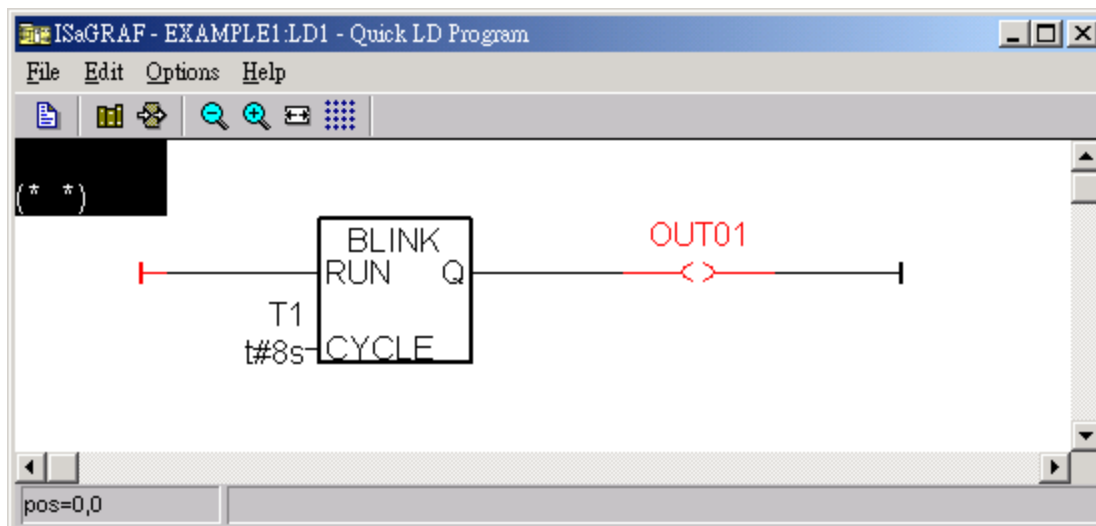 ISaGRAF - EXAMPLE1:LD1 - Quick LD Program
File Edit Options Help
(* *)
BLINK
OUT01
RUN Q
T1
t#8s CYCLE
pos=0,0